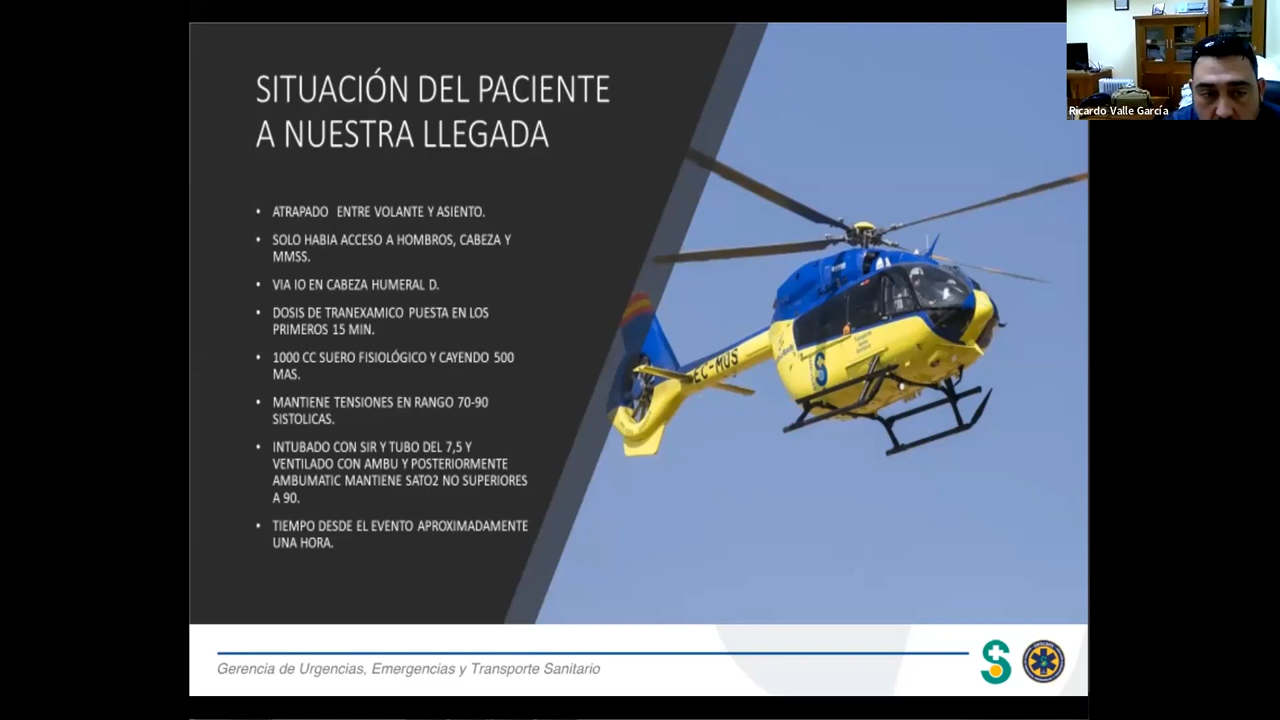 SITUACIÓN DEL PACIENTE
A NUESTRA LLEGADA
• ATRAPADO ENTRE VOLANTE Y ASIENTO.
• SOLO HABIA ACCESO A HOMBROS, CABEZA Y
MMSS.
• VIA IO EN CABEZA HUMERAL D.
• DOSIS DE TRANEXAMICO PUESTA EN LOS
PRIMEROS 15 MIN.
• 1000 CC SUERO FISIOLÓGICO Y CAYENDO 500
MAS.
• MANTIENE TENSIONES EN RANGO 70-90
SISTOLICAS.
• INTUBADO CON SIR Y TUBO DEL 7,5 Y
VENTILADO CON AMBU Y POSTERIORMENTE
AMBUMATIC MANTIENE SATO2 NO SUPERIORES
A 90.
• TIEMPO DESDE EL EVENTO APROXIMADAMENTE
UNA HORA.
EC-MUS
S
Ricardo Valle García
Gerencia de Urgencias, Emergencias y Transporte Sanitario